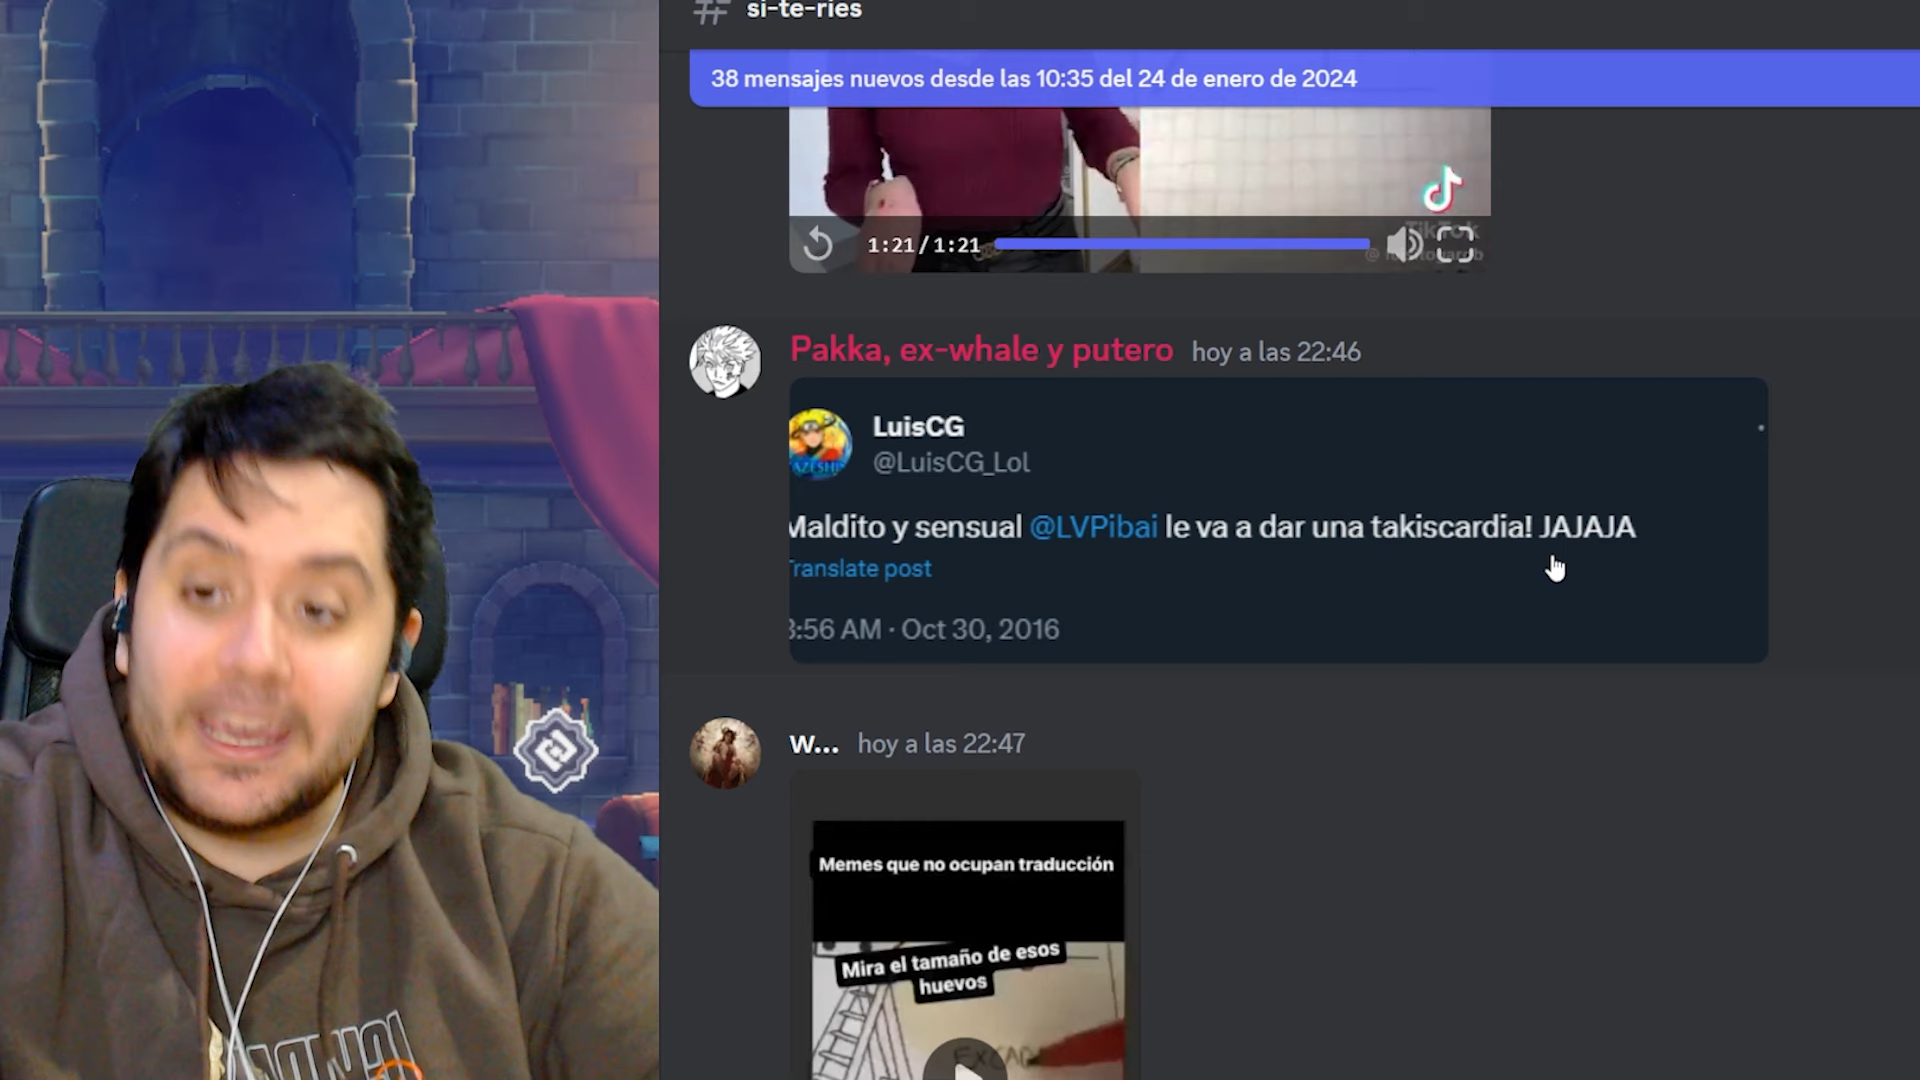 si-te-ries
38 mensajes nuevos desde las 10:35 del 24 de enero de 2024
TikTok
1:21 / 1:21
Pakka, ex-whale y putero hoy a las 22:46
LuisCG
@LuisCG_Lol
Maldito y sensual @LVPibai le va a dar una takiscardia! JAJAJA
Translate post
3:56 AM · Oct 30, 2016
W... hoy a las 22:47
Memes que no ocupan traducción
Mira el tamaño de esos
huevos